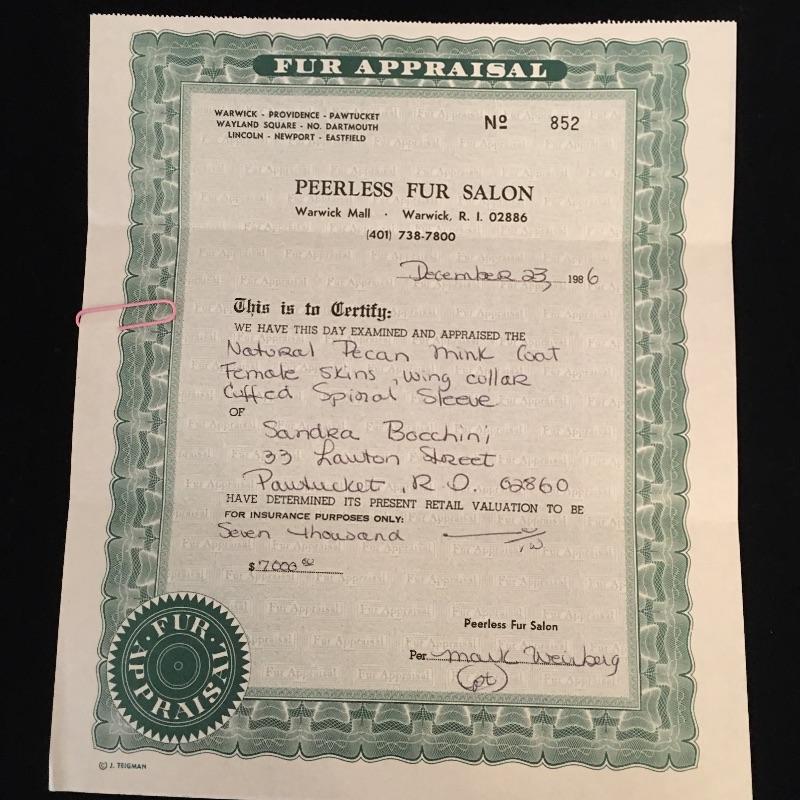 FUR APPRAISAL
WARWICK - PROVIDENCE - PAWTUCKET
WAYLAND SQUARE - NO. DARTMOUTH
LINCOLN - NEWPORT - EASTFIELD
Nº 852
PEERLESS FUR SALON
Warwick Mall · Warwick, R. I. 02886
(401) 738-7800
December 23, 1986
This is to Certify:
WE HAVE THIS DAY EXAMINED AND APPRAISED THE
Natural Pecan Mink Coat
Female Skins, wing collar
Cuffed Spiral Sleeve
OF
Sandra Bocchini
33 Lawton Street
Pawtucket, R.I. 02860
HAVE DETERMINED ITS PRESENT RETAIL VALUATION TO BE
FOR INSURANCE PURPOSES ONLY:
Seven thousand
$7000.00
Peerless Fur Salon
Per Mark Weinberg
(pt)
FUR · APPRAISAL ·
© J. TEIGMAN